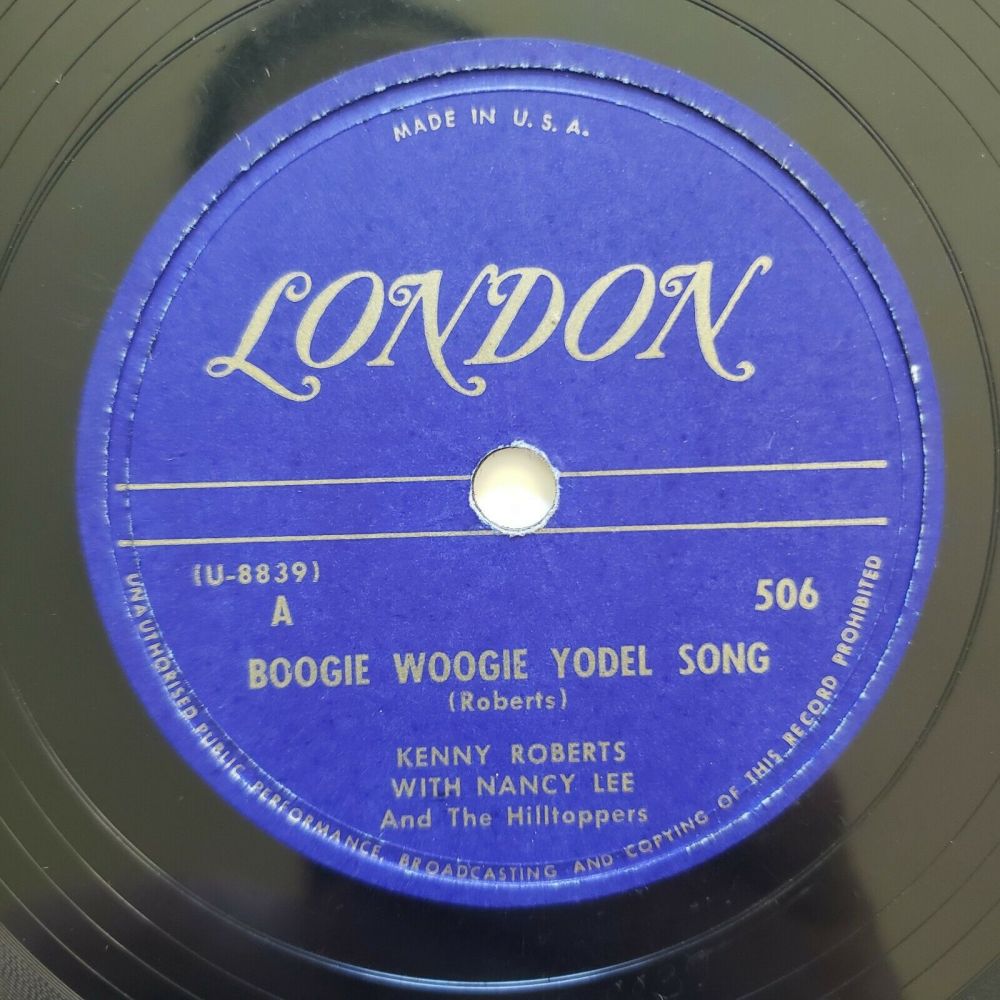 MADE IN U.S.A.
LONDON
(U-8839)
A
506
BOOGIE WOOGIE YODEL SONG
(Roberts)
KENNY ROBERTS
WITH NANCY LEE
And The Hilltoppers
UNAUTHORISED PUBLIC PERFORMANCE, BROADCASTING AND COPYING OF THIS RECORD PROHIBITED